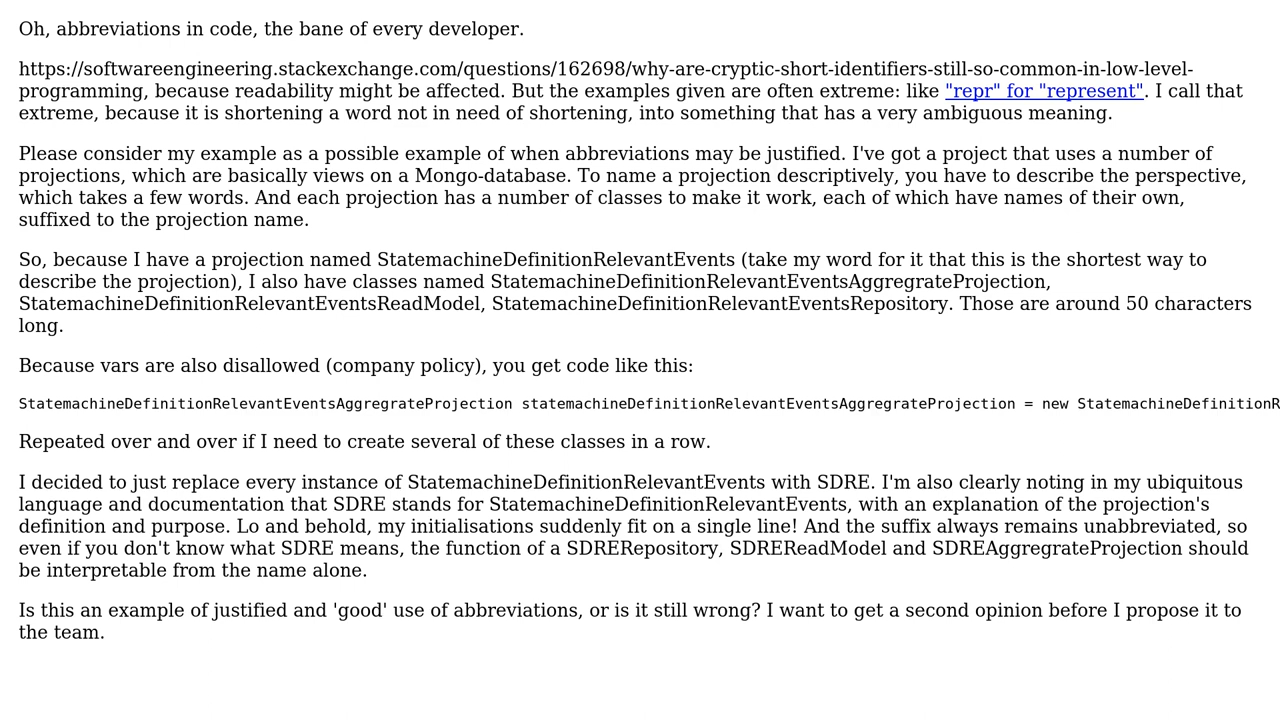 Oh, abbreviations in code, the bane of every developer.
https://softwareengineering.stackexchange.com/questions/162698/why-are-cryptic-short-identifiers-still-so-common-in-low-level-
programming, because readability might be affected. But the examples given are often extreme: like "repr" for "represent". I call that
extreme, because it is shortening a word not in need of shortening, into something that has a very ambiguous meaning.
Please consider my example as a possible example of when abbreviations may be justified. I've got a project that uses a number of
projections, which are basically views on a Mongo-database. To name a projection descriptively, you have to describe the perspective,
which takes a few words. And each projection has a number of classes to make it work, each of which have names of their own,
suffixed to the projection name.
So, because I have a projection named StatemachineDefinitionRelevantEvents (take my word for it that this is the shortest way to
describe the projection), I also have classes named StatemachineDefinitionRelevantEventsAggregrateProjection,
StatemachineDefinitionRelevantEventsReadModel, StatemachineDefinitionRelevantEventsRepository. Those are around 50 characters
long.
Because vars are also disallowed (company policy), you get code like this:
StatemachineDefinitionRelevantEventsAggregrateProjection statemachineDefinitionRelevantEventsAggregrateProjection = new StatemachineDefinitionR
Repeated over and over if I need to create several of these classes in a row.
I decided to just replace every instance of StatemachineDefinitionRelevantEvents with SDRE. I'm also clearly noting in my ubiquitous
language and documentation that SDRE stands for StatemachineDefinitionRelevantEvents, with an explanation of the projection's
definition and purpose. Lo and behold, my initialisations suddenly fit on a single line! And the suffix always remains unabbreviated, so
even if you don't know what SDRE means, the function of a SDRERepository, SDREReadModel and SDREAggregrateProjection should
be interpretable from the name alone.
Is this an example of justified and 'good' use of abbreviations, or is it still wrong? I want to get a second opinion before I propose it to
the team.